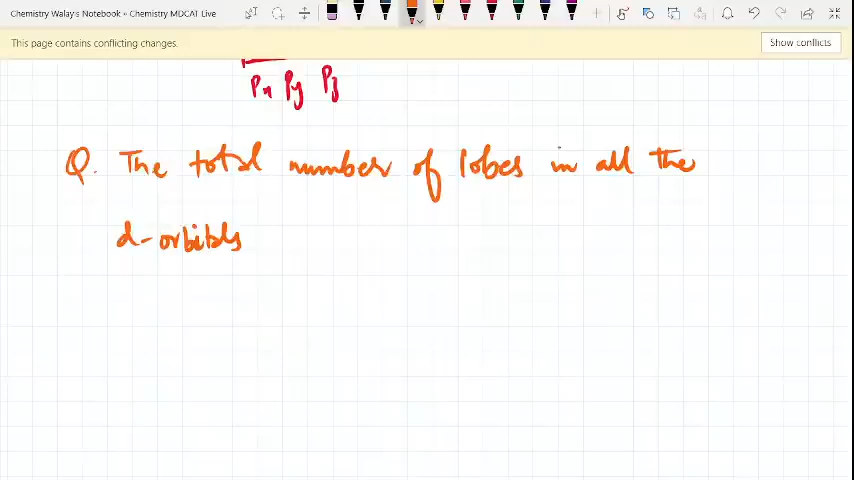 Chemistry Walay's Notebook » Chemistry MDCAT Live
This page contains conflicting changes.
Show conflicts
Px Py Pz
Q. The total number of lobes in all the
d-orbitals